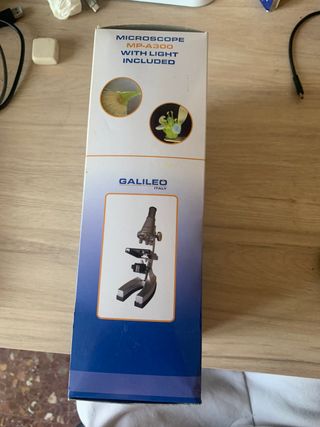 MICROSCOPE
MP-A300
WITH LIGHT
INCLUDED
GALILEO
ITALY